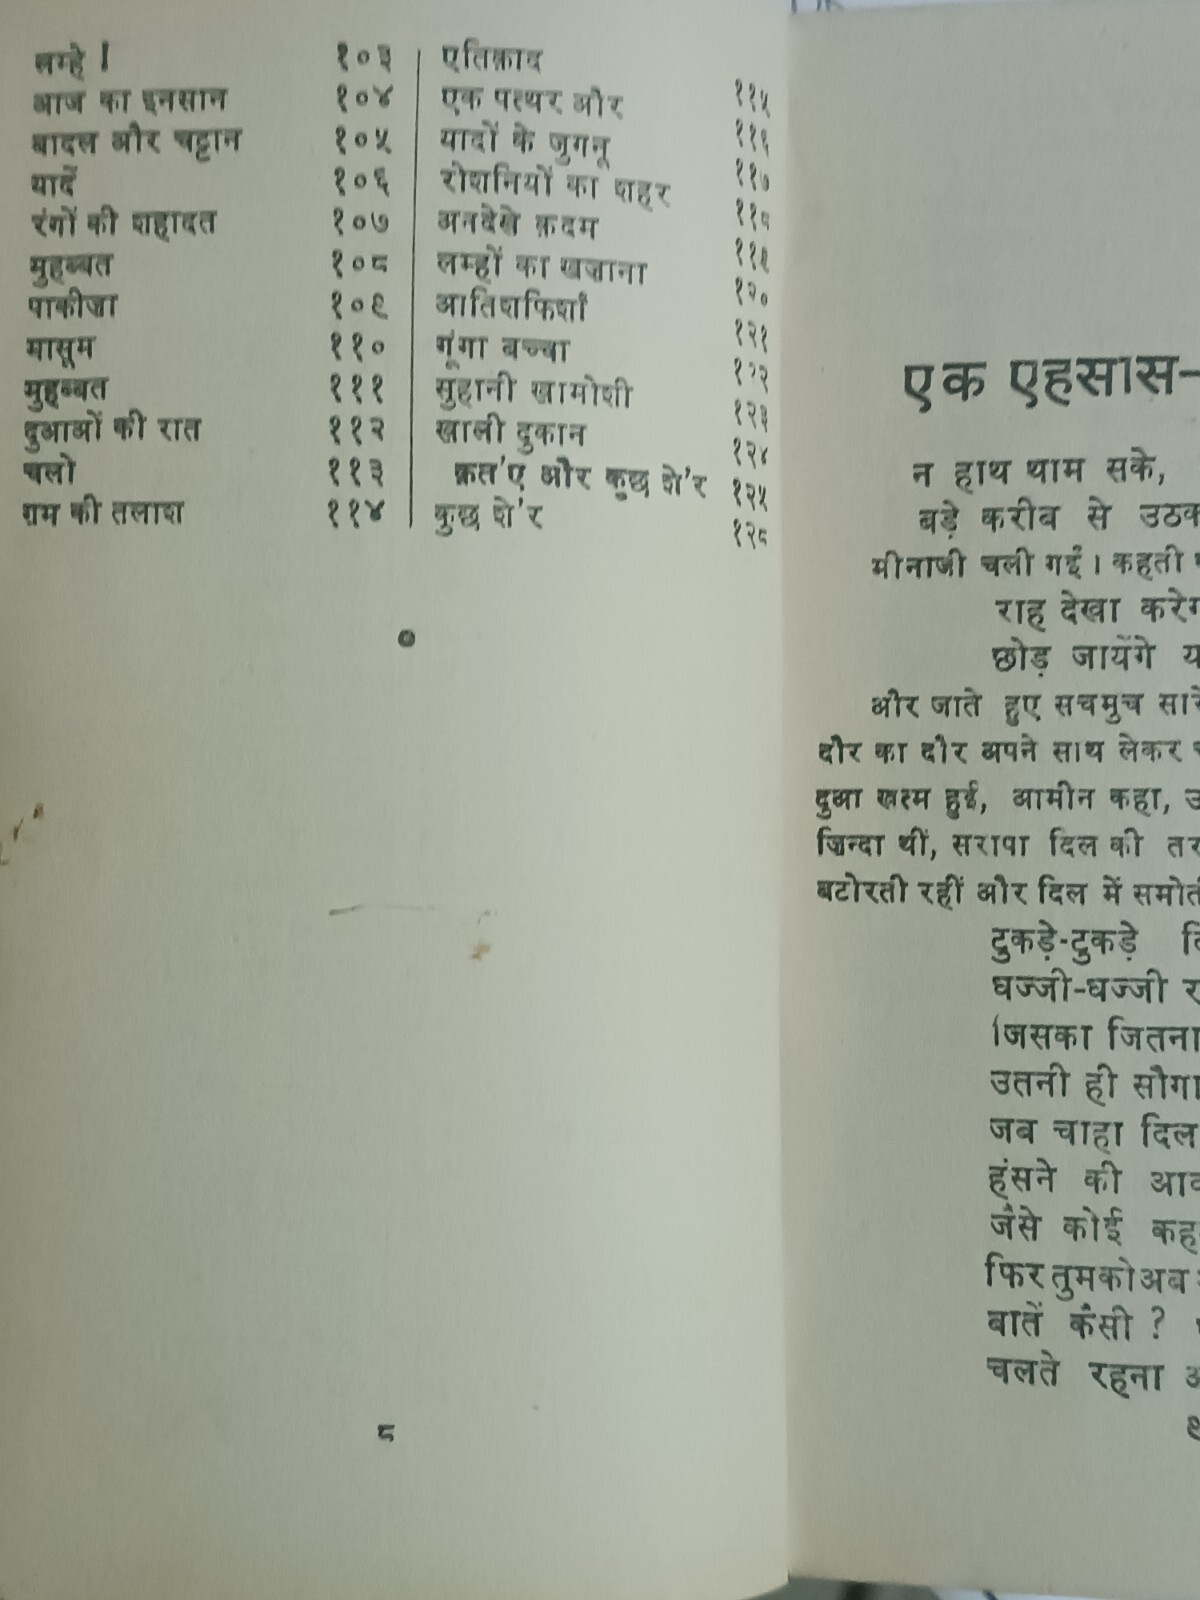 लम्हे १०३
आज का इनसान १०४
बादल और चट्टान १०५
यादें १०६
रंगों की शहादत १०७
मुहब्बत १०८
पाकीज़ा १०९
मासूम ११०
मुहब्बत १११
दुआओं की रात ११२
चलो ११३
ग़म की तलाश ११४
एतिक़ाद ११५
एक पत्थर और ११६
यादों के जुगनू ११७
रोशनियों का शहर ११८
अनदेखे क़दम ११९
लम्हों का खज़ाना १२०
आतिशफिशाँ १२१
गूंगा बच्चा १२२
सुहानी खामोशी १२३
खाली दुकान १२४
क़त'ए और कुछ शे'र १२५
कुछ शे'र १२८
८
एक एहसास—
न हाथ थाम सके,
बड़े करीब से
मीनाजी चली गईं। कहती
राह देखा
छोड़ जायेंगे
और जाते हुए सचमुच
दौर का दौर अपने साथ लेकर
दुआ खत्म हुई, आमीन कहा,
ज़िन्दा थीं, सरापा दिल की
बटोरती रहीं और दिल में
टुकड़े-टुकड़े
धज्जी-धज्जी
जिसका जितना
उतनी ही
जब चाहा दिल
हंसने की
जैसे कोई
फिर तुमको अब
बातें कैसी ?
चलते रहना